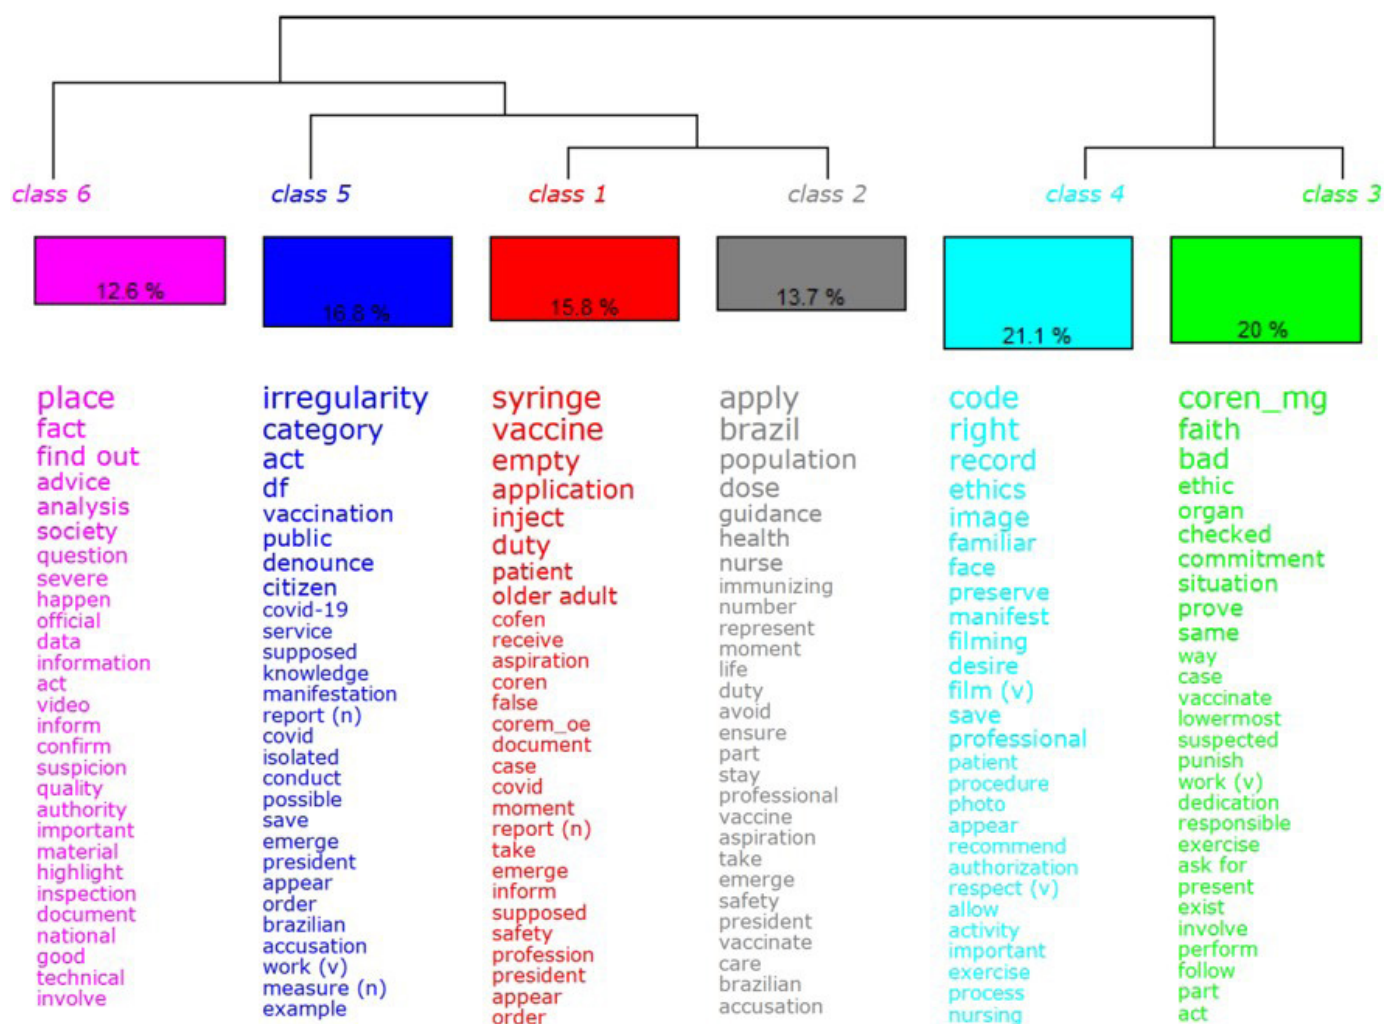 class 6
class 5
class 1
class 2
class 4
class 3
12.6 %
16.8 %
15.8 %
13.7 %
21.1 %
20 %
place
fact
find out
advice
analysis
society
question
severe
happen
official
data
information
act
video
inform
confirm
suspicion
quality
authority
important
material
highlight
inspection
document
national
good
technical
involve
irregularity
category
act
df
vaccination
public
denounce
citizen
covid-19
service
supposed
knowledge
manifestation
report (n)
covid
isolated
conduct
possible
save
emerge
president
appear
order
brazilian
accusation
work (v)
measure (n)
example
syringe
vaccine
empty
application
inject
duty
patient
older adult
cofen
receive
aspiration
coren
false
corem_oe
document
case
covid
moment
report (n)
take
emerge
inform
supposed
safety
profession
president
appear
order
apply
brazil
population
dose
guidance
health
nurse
immunizing
number
represent
moment
life
duty
avoid
ensure
part
stay
professional
vaccine
aspiration
take
emerge
safety
president
vaccinate
care
brazilian
accusation
code
right
record
ethics
image
familiar
face
preserve
manifest
filming
desire
film (v)
save
professional
patient
procedure
photo
appear
recommend
authorization
respect (v)
allow
activity
important
exercise
process
nursing
coren_mg
faith
bad
ethic
organ
checked
commitment
situation
prove
same
way
case
vaccinate
lowermost
suspected
punish
work (v)
dedication
responsible
exercise
ask for
present
exist
involve
perform
follow
part
act